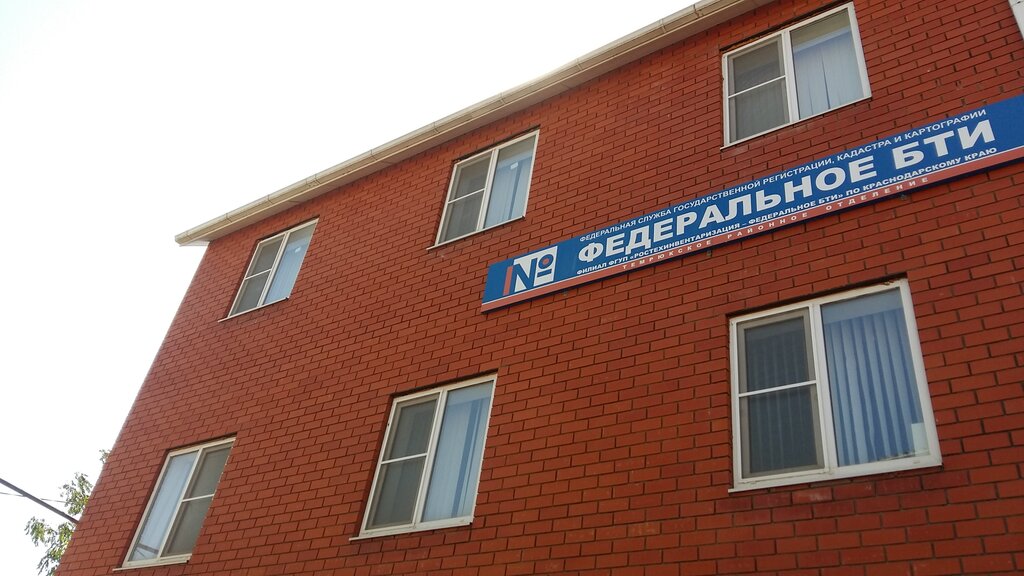 ФЕДЕРАЛЬНАЯ СЛУЖБА ГОСУДАРСТВЕННОЙ РЕГИСТРАЦИИ, КАДАСТРА И КАРТОГРАФИИ
№ ФЕДЕРАЛЬНОЕ БТИ
ФИЛИАЛ ФГУП «РОСТЕХИНВЕНТАРИЗАЦИЯ – ФЕДЕРАЛЬНОЕ БТИ» ПО КРАСНОДАРСКОМУ КРАЮ
ТЕМРЮКСКОЕ РАЙОННОЕ ОТДЕЛЕНИЕ